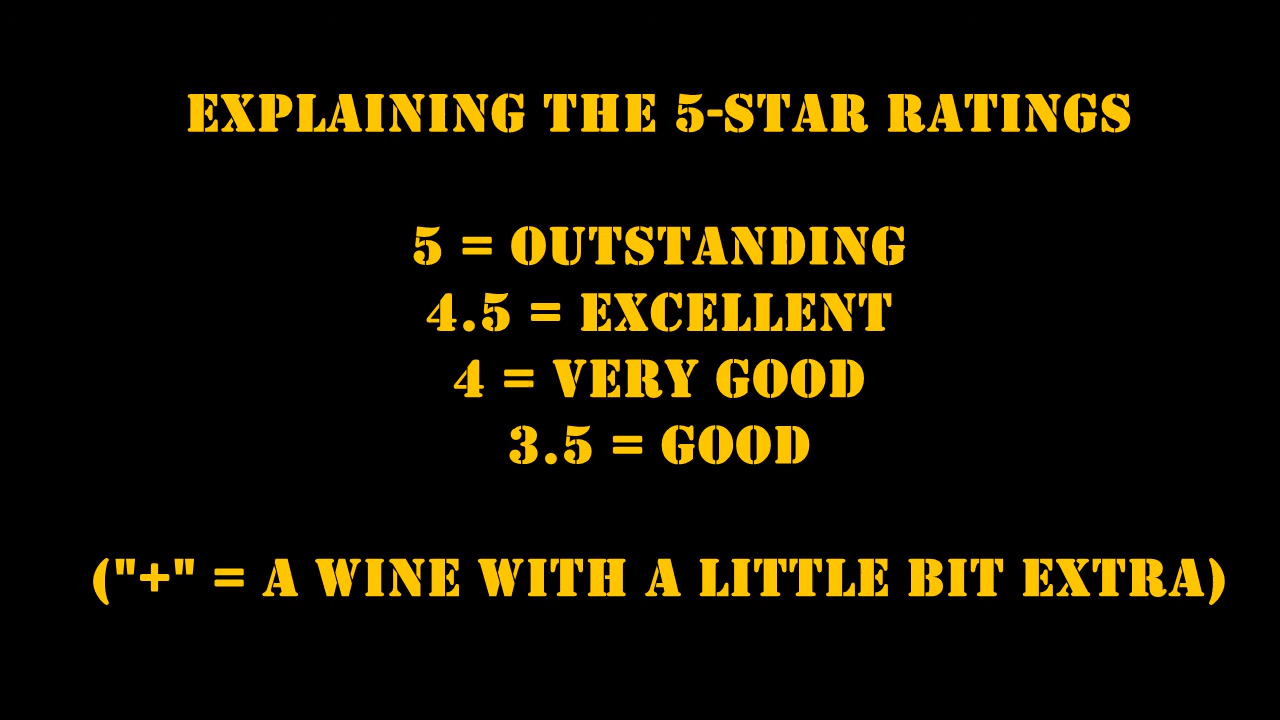 EXPLAINING THE 5-STAR RATINGS
5 = OUTSTANDING
4.5 = EXCELLENT
4 = VERY GOOD
3.5 = GOOD
("+" = A WINE WITH A LITTLE BIT EXTRA)